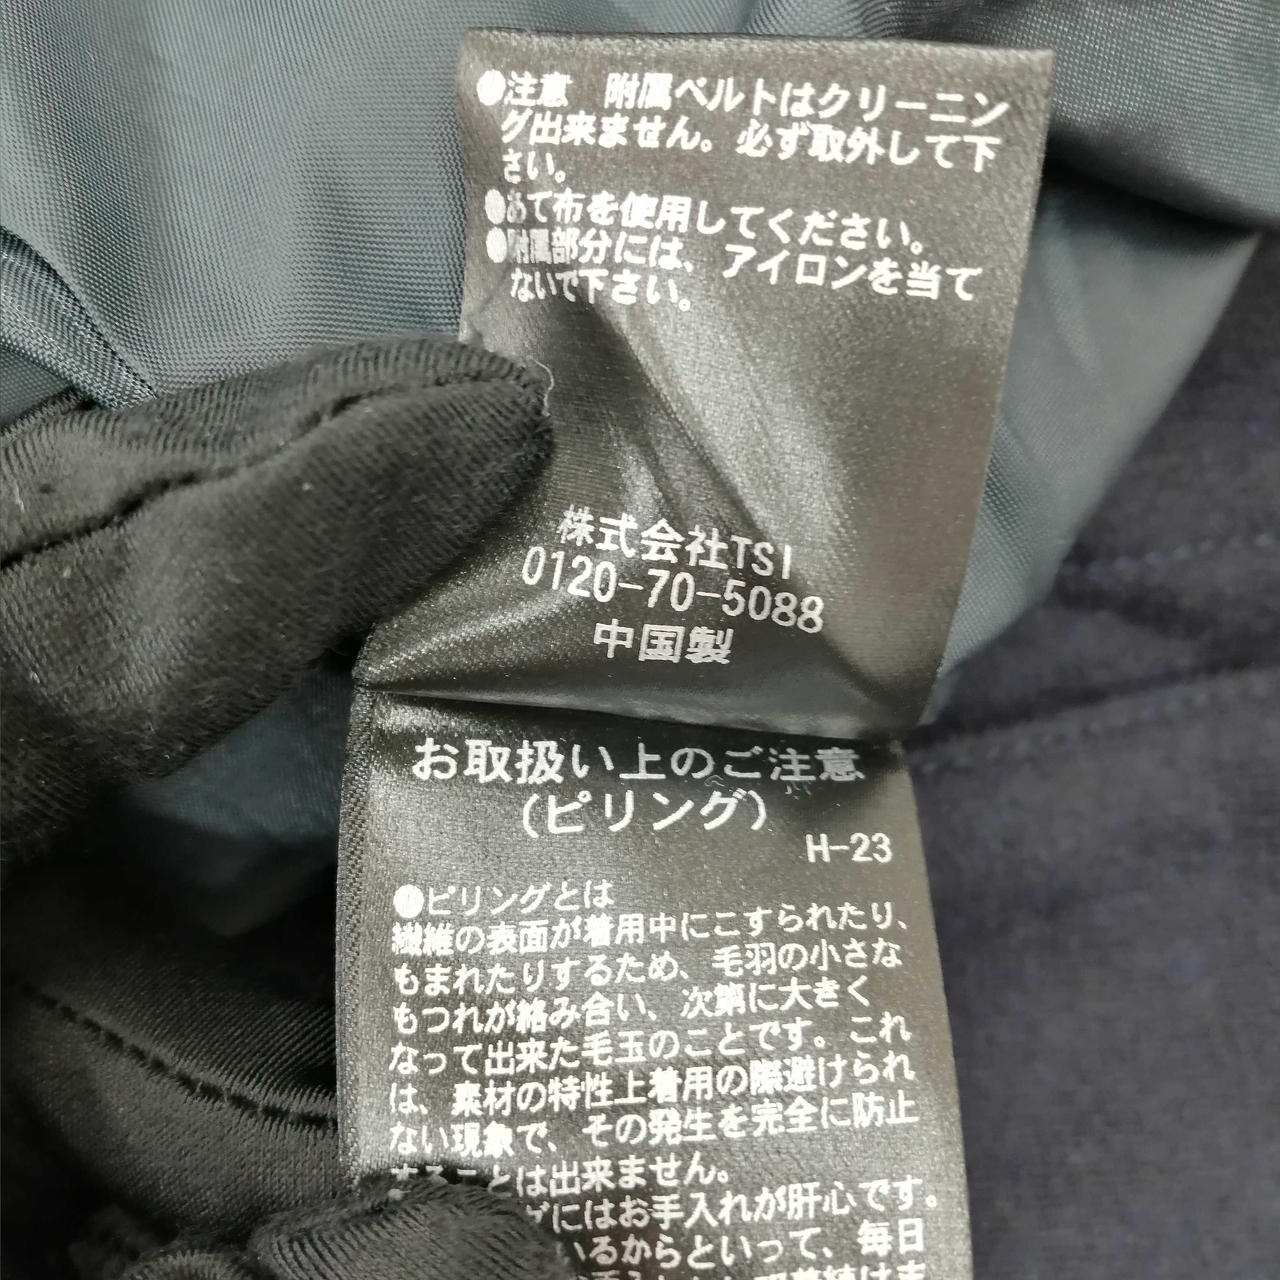 ●注意　附属ベルトはクリーニン
グ出来ません。必ず取外して下
さい。
●あて布を使用してください。
●附属部分には、アイロンを当て
ないで下さい。
株式会社TSI
0120-70-5088
中国製
お取扱い上のご注意
(ピリング)
H-23
●ピリングとは
繊維の表面が着用中にこすられたり、
もまれたりするため、毛羽の小さな
もつれが絡み合い、次第に大きく
なって出来た毛玉のことです。これ
は、素材の特性上着用の際避けられ
ない現象で、その発生を完全に防止
することは出来ません。
にはお手入れが肝心です。
いるからといって、毎日